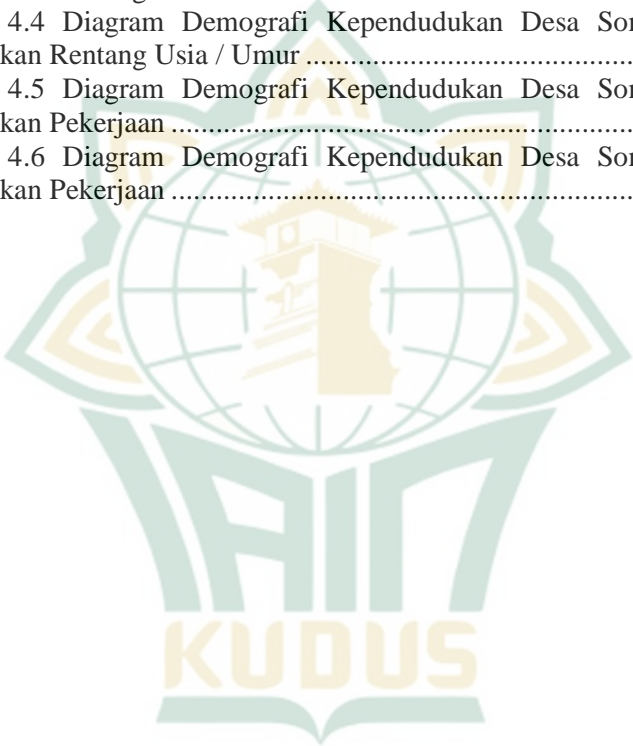 4.4 Diagram Demografi Kependudukan Desa Sor
kan Rentang Usia / Umur ..........................................
4.5 Diagram Demografi Kependudukan Desa Sor
kan Pekerjaan ................................................................
4.6 Diagram Demografi Kependudukan Desa Sor
kan Pekerjaan ................................................................
IAIN
KUDUS